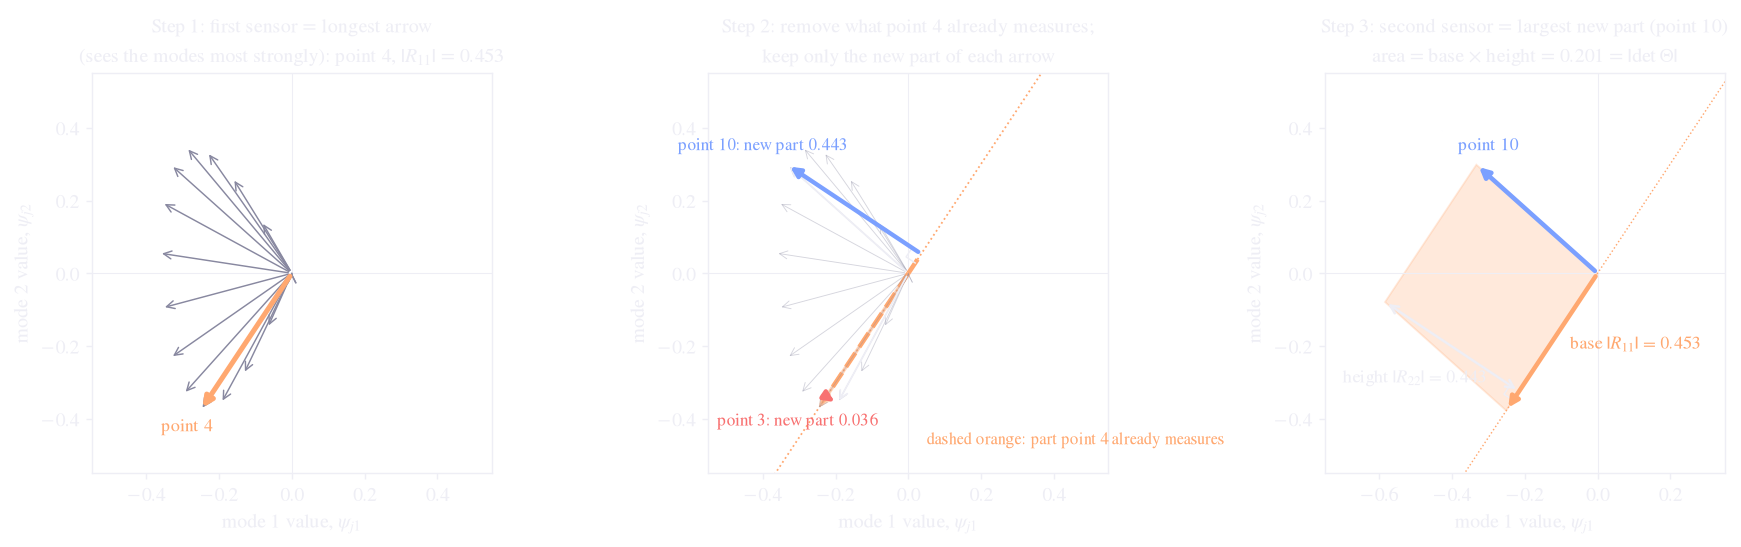 Step 1: first sensor = longest arrow
(sees the modes most strongly): point 4, |R₁₁| = 0.453
mode 2 value, ψⱼ₂
0.4
0.2
0.0
−0.2
−0.4
point 4
−0.4
−0.2
0.0
0.2
0.4
mode 1 value, ψⱼ₁
Step 2: remove what point 4 already measures;
keep only the new part of each arrow
mode 2 value, ψⱼ₂
0.4
0.2
0.0
−0.2
−0.4
point 10: new part 0.443
point 3: new part 0.036
dashed orange: part point 4 already measures
−0.4
−0.2
0.0
0.2
0.4
mode 1 value, ψⱼ₁
Step 3: second sensor = largest new part (point 10)
area = base × height = 0.201 = |det Θ|
mode 2 value, ψⱼ₂
0.4
0.2
0.0
−0.2
−0.4
point 10
base |R₁₁| = 0.453
height |R₂₂| =
−0.6
−0.4
−0.2
0.0
0.2
mode 1 value, ψⱼ₁